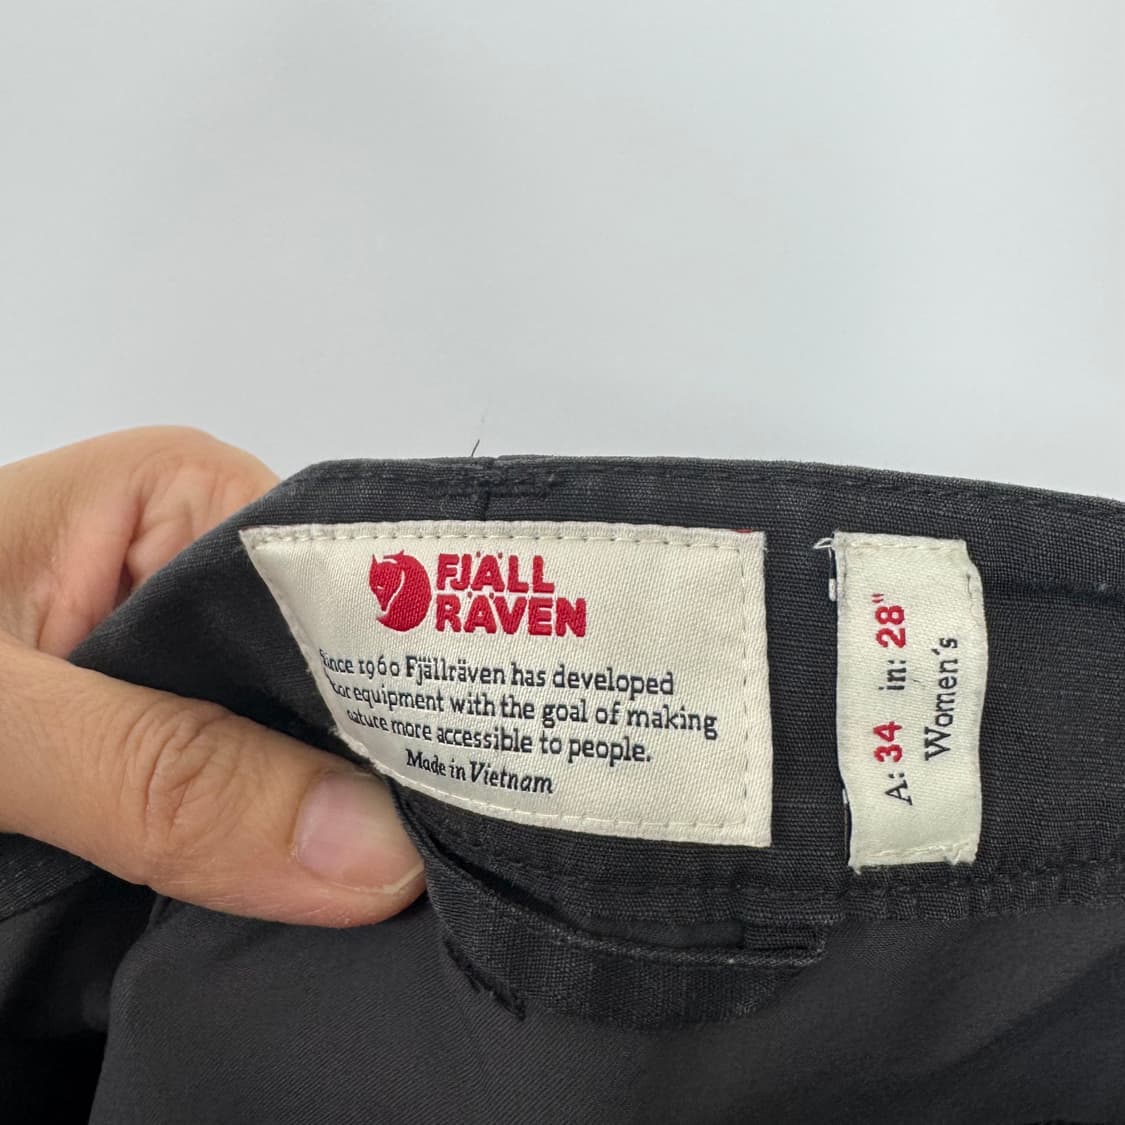 FJÄLL
RÄVEN
Since 1960 Fjällräven has developed
equipment with the goal of making
nature more accessible to people.
Made in Vietnam
A: 34 in: 28"
Women's